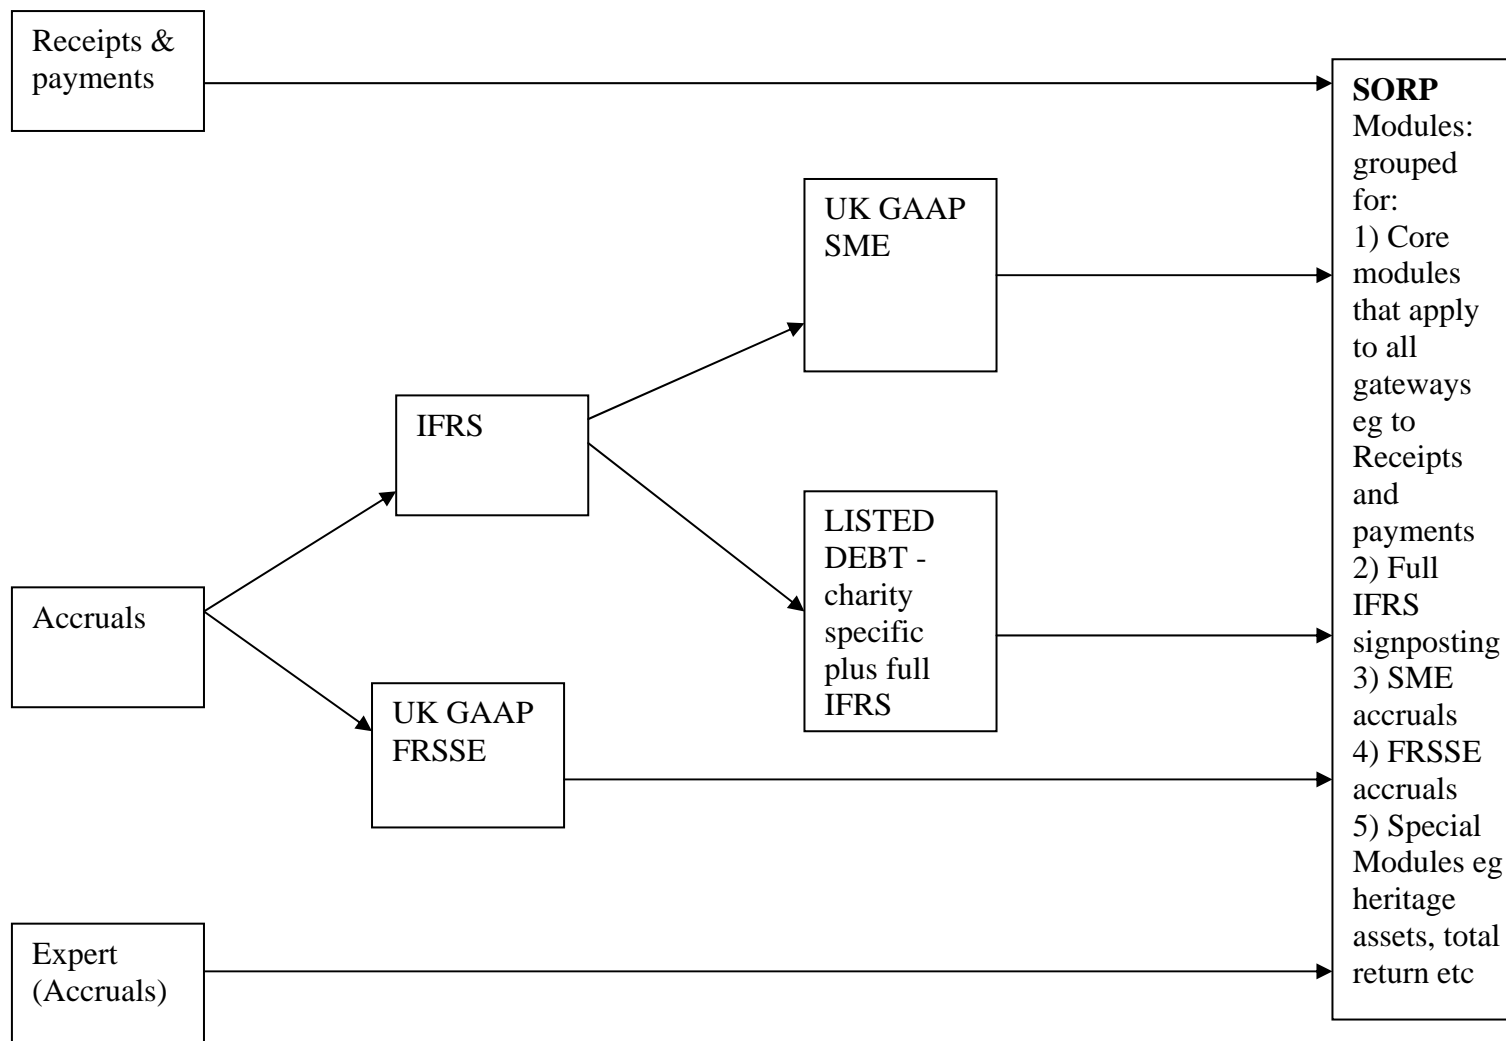 Receipts &
payments
SORP
Modules:
grouped
for:
1) Core
modules
that apply
to all
gateways
eg to
Receipts
and
payments
2) Full
IFRS
signposting
3) SME
accruals
4) FRSSE
accruals
5) Special
Modules eg
heritage
assets, total
return etc
UK GAAP
SME
IFRS
LISTED
DEBT -
charity
specific
plus full
IFRS
Accruals
UK GAAP
FRSSE
Expert
(Accruals)